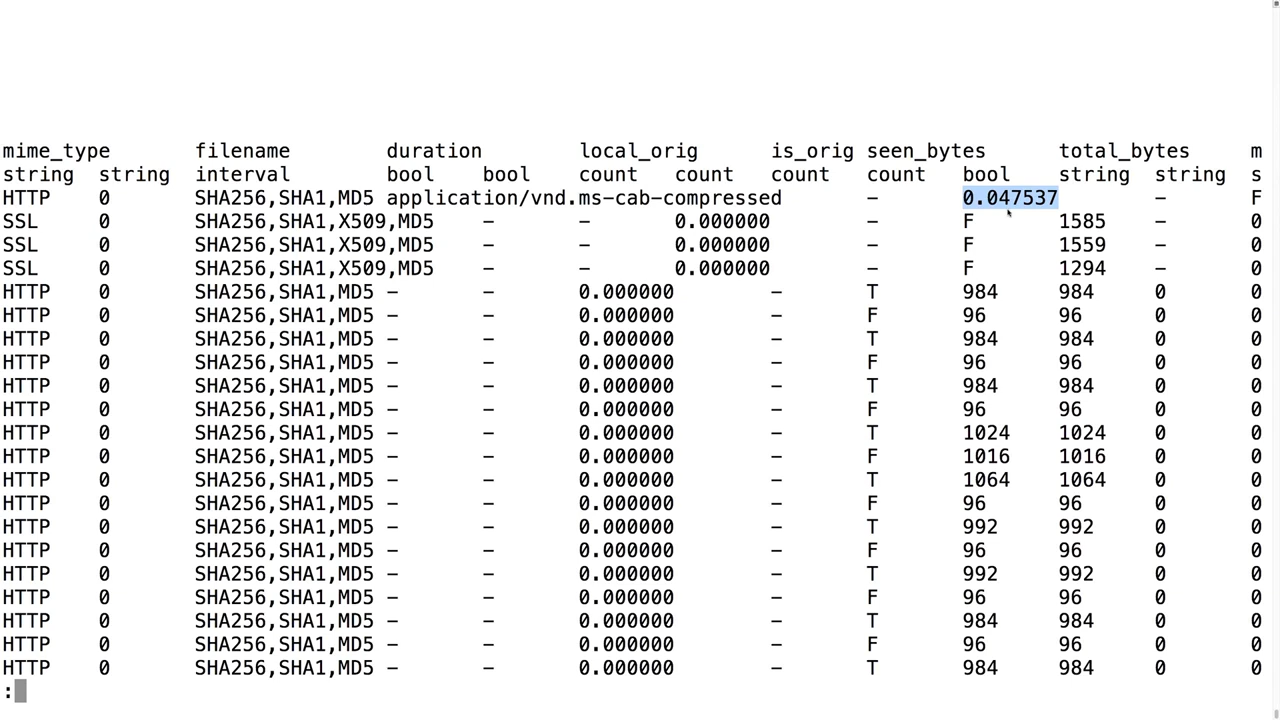 mime_type filename duration local_orig is_orig seen_bytes total_bytes m
string string interval bool bool count count count count bool string string s
HTTP 0 SHA256,SHA1,MD5 application/vnd.ms-cab-compressed – 0.047537 – F
SSL 0 SHA256,SHA1,X509,MD5 – – 0.000000 – F 1585 – 0
SSL 0 SHA256,SHA1,X509,MD5 – – 0.000000 – F 1559 – 0
SSL 0 SHA256,SHA1,X509,MD5 – – 0.000000 – F 1294 – 0
HTTP 0 SHA256,SHA1,MD5 – – 0.000000 – T 984 984 0 0
HTTP 0 SHA256,SHA1,MD5 – – 0.000000 – F 96 96 0 0
HTTP 0 SHA256,SHA1,MD5 – – 0.000000 – T 984 984 0 0
HTTP 0 SHA256,SHA1,MD5 – – 0.000000 – F 96 96 0 0
HTTP 0 SHA256,SHA1,MD5 – – 0.000000 – T 984 984 0 0
HTTP 0 SHA256,SHA1,MD5 – – 0.000000 – F 96 96 0 0
HTTP 0 SHA256,SHA1,MD5 – – 0.000000 – T 1024 1024 0 0
HTTP 0 SHA256,SHA1,MD5 – – 0.000000 – F 1016 1016 0 0
HTTP 0 SHA256,SHA1,MD5 – – 0.000000 – T 1064 1064 0 0
HTTP 0 SHA256,SHA1,MD5 – – 0.000000 – F 96 96 0 0
HTTP 0 SHA256,SHA1,MD5 – – 0.000000 – T 992 992 0 0
HTTP 0 SHA256,SHA1,MD5 – – 0.000000 – F 96 96 0 0
HTTP 0 SHA256,SHA1,MD5 – – 0.000000 – T 992 992 0 0
HTTP 0 SHA256,SHA1,MD5 – – 0.000000 – F 96 96 0 0
HTTP 0 SHA256,SHA1,MD5 – – 0.000000 – T 984 984 0 0
HTTP 0 SHA256,SHA1,MD5 – – 0.000000 – F 96 96 0 0
HTTP 0 SHA256,SHA1,MD5 – – 0.000000 – T 984 984 0 0
: